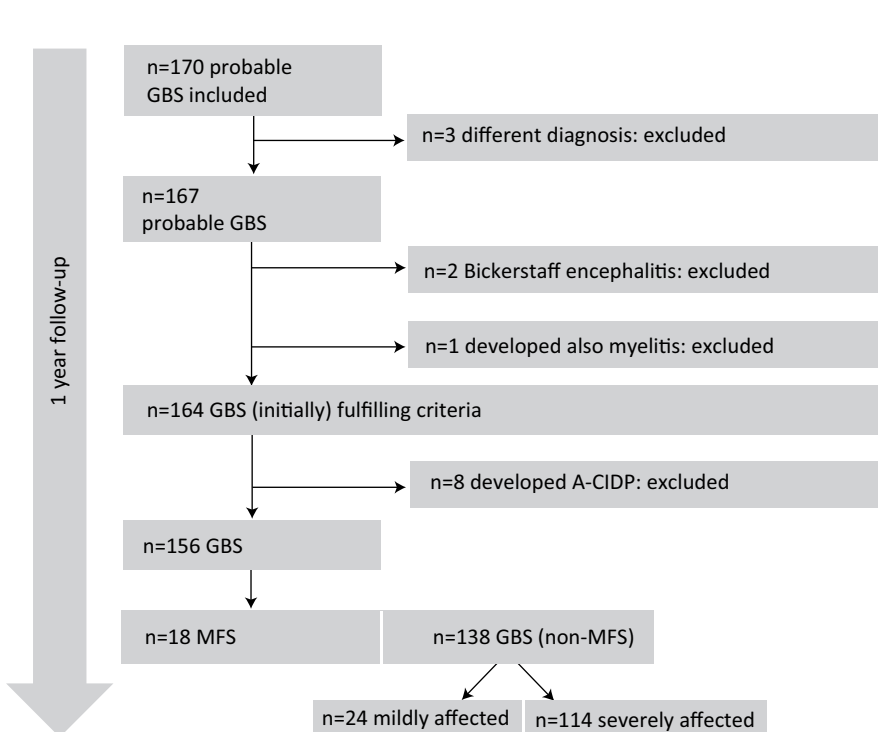 n=170 probable
GBS included
n=3 different diagnosis: excluded
n=167
probable GBS
n=2 Bickerstaff encephalitis: excluded
n=1 developed also myelitis: excluded
1 year follow-up
n=164 GBS (initially) fulfilling criteria
n=8 developed A-CIDP: excluded
n=156 GBS
n=18 MFS
n=138 GBS (non-MFS)
n=24 mildly affected
n=114 severely affected